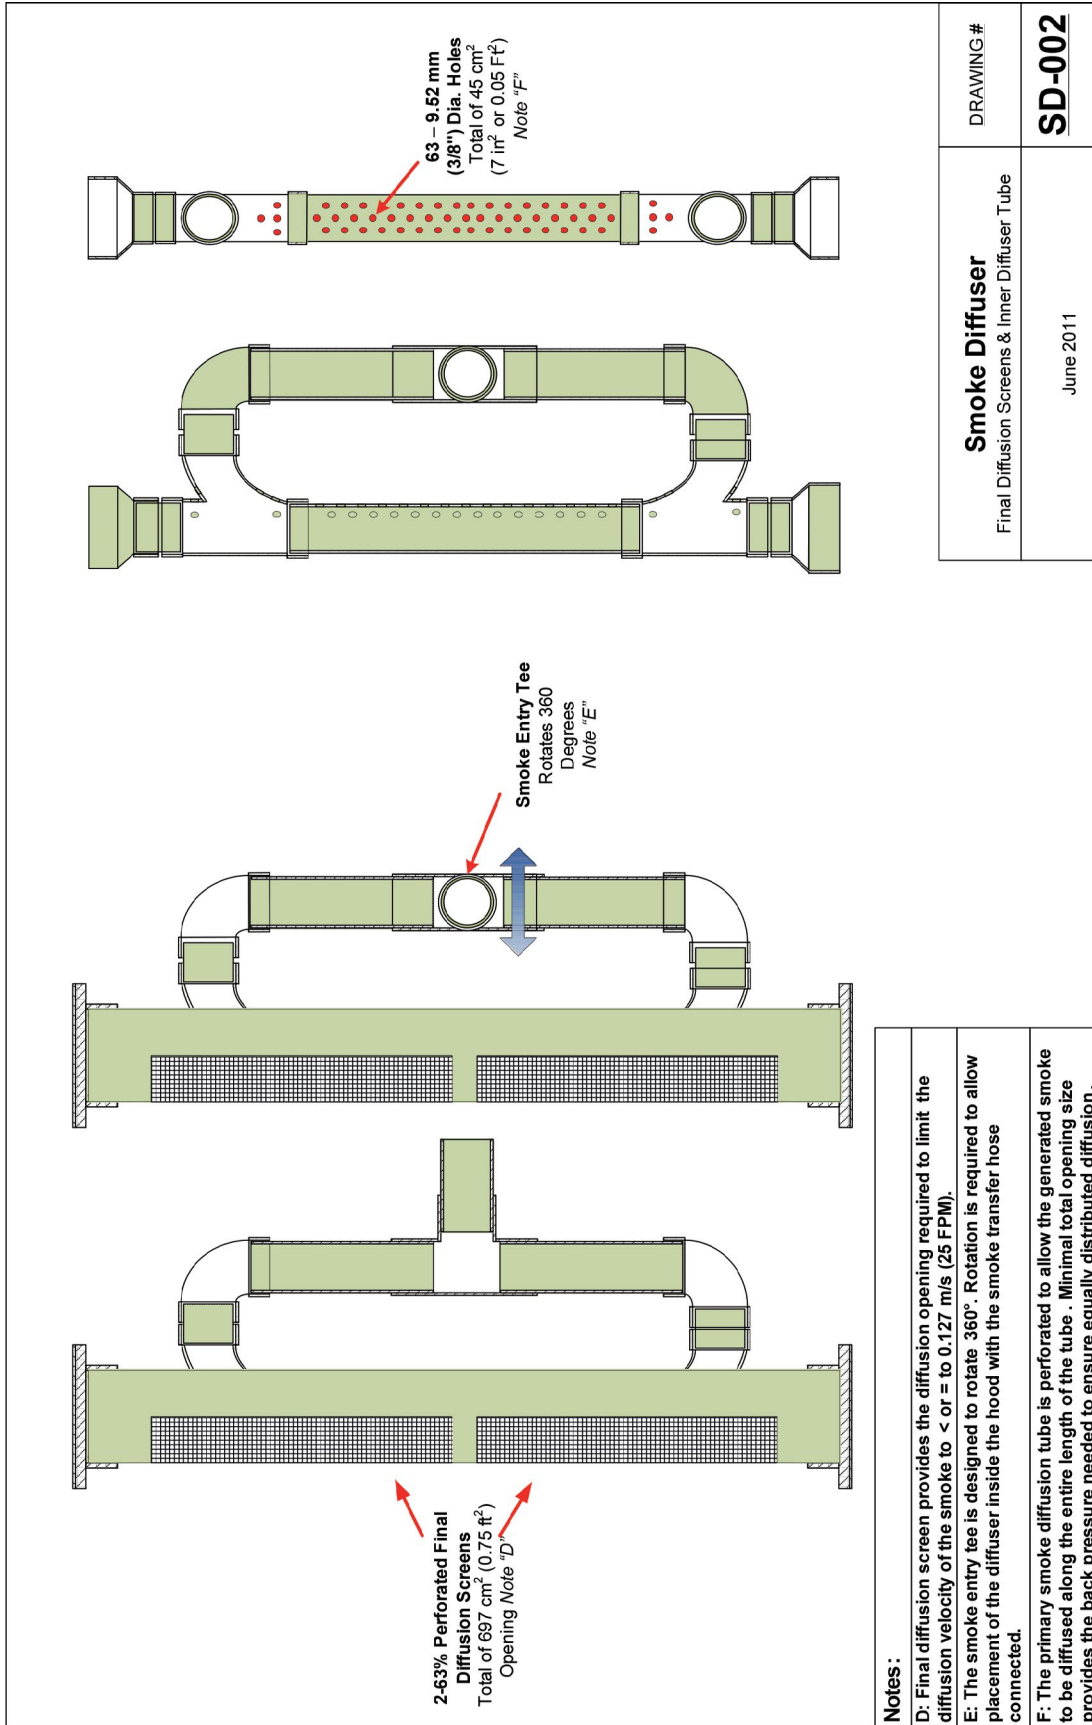 2-63% Perforated Final
Diffusion Screens
Total of 697 cm² (0.75 ft²)
Opening Note “D”
Smoke Entry Tee
Rotates 360
Degrees
Note “E”
63 – 9.52 mm
(3/8") Dia. Holes
Total of 45 cm²
(7 in² or 0.05 Ft²)
Note “F”
Notes:
D: Final diffusion screen provides the diffusion opening required to limit the
diffusion velocity of the smoke to < or = to 0.127 m/s (25 FPM).
E: The smoke entry tee is designed to rotate 360°. Rotation is required to allow
placement of the diffuser inside the hood with the smoke transfer hose
connected.
F: The primary smoke diffusion tube is perforated to allow the generated smoke
to be diffused along the entire length of the tube . Minimal total opening size
provides the back pressure needed to ensure equally distributed diffusion .
Smoke Diffuser
Final Diffusion Screens & Inner Diffuser Tube
June 2011
DRAWING #
SD-002